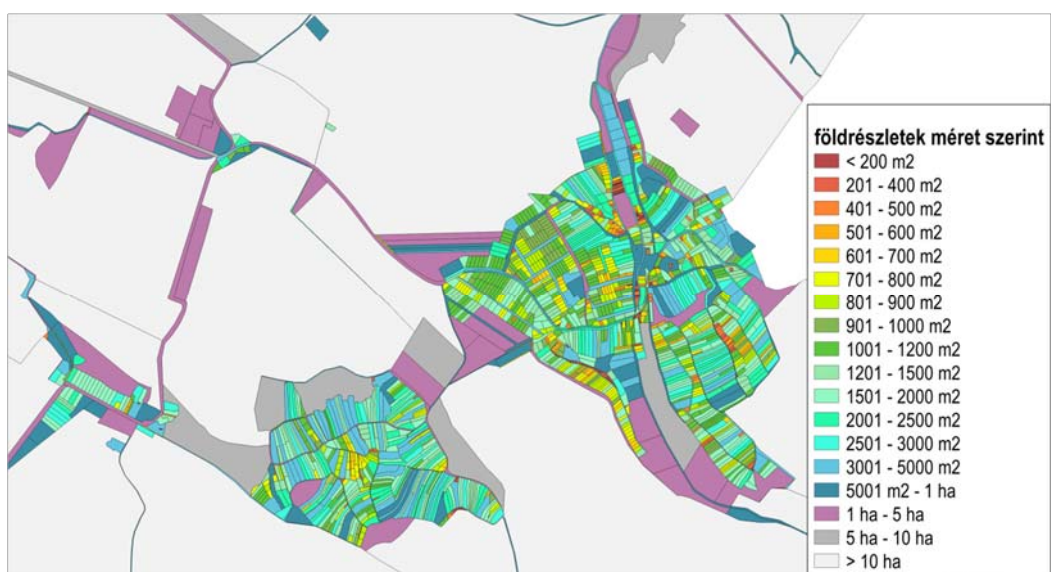 földrészletek méret szerint
< 200 m2
201 - 400 m2
401 - 500 m2
501 - 600 m2
601 - 700 m2
701 - 800 m2
801 - 900 m2
901 - 1000 m2
1001 - 1200 m2
1201 - 1500 m2
1501 - 2000 m2
2001 - 2500 m2
2501 - 3000 m2
3001 - 5000 m2
5001 m2 - 1 ha
1 ha - 5 ha
5 ha - 10 ha
> 10 ha